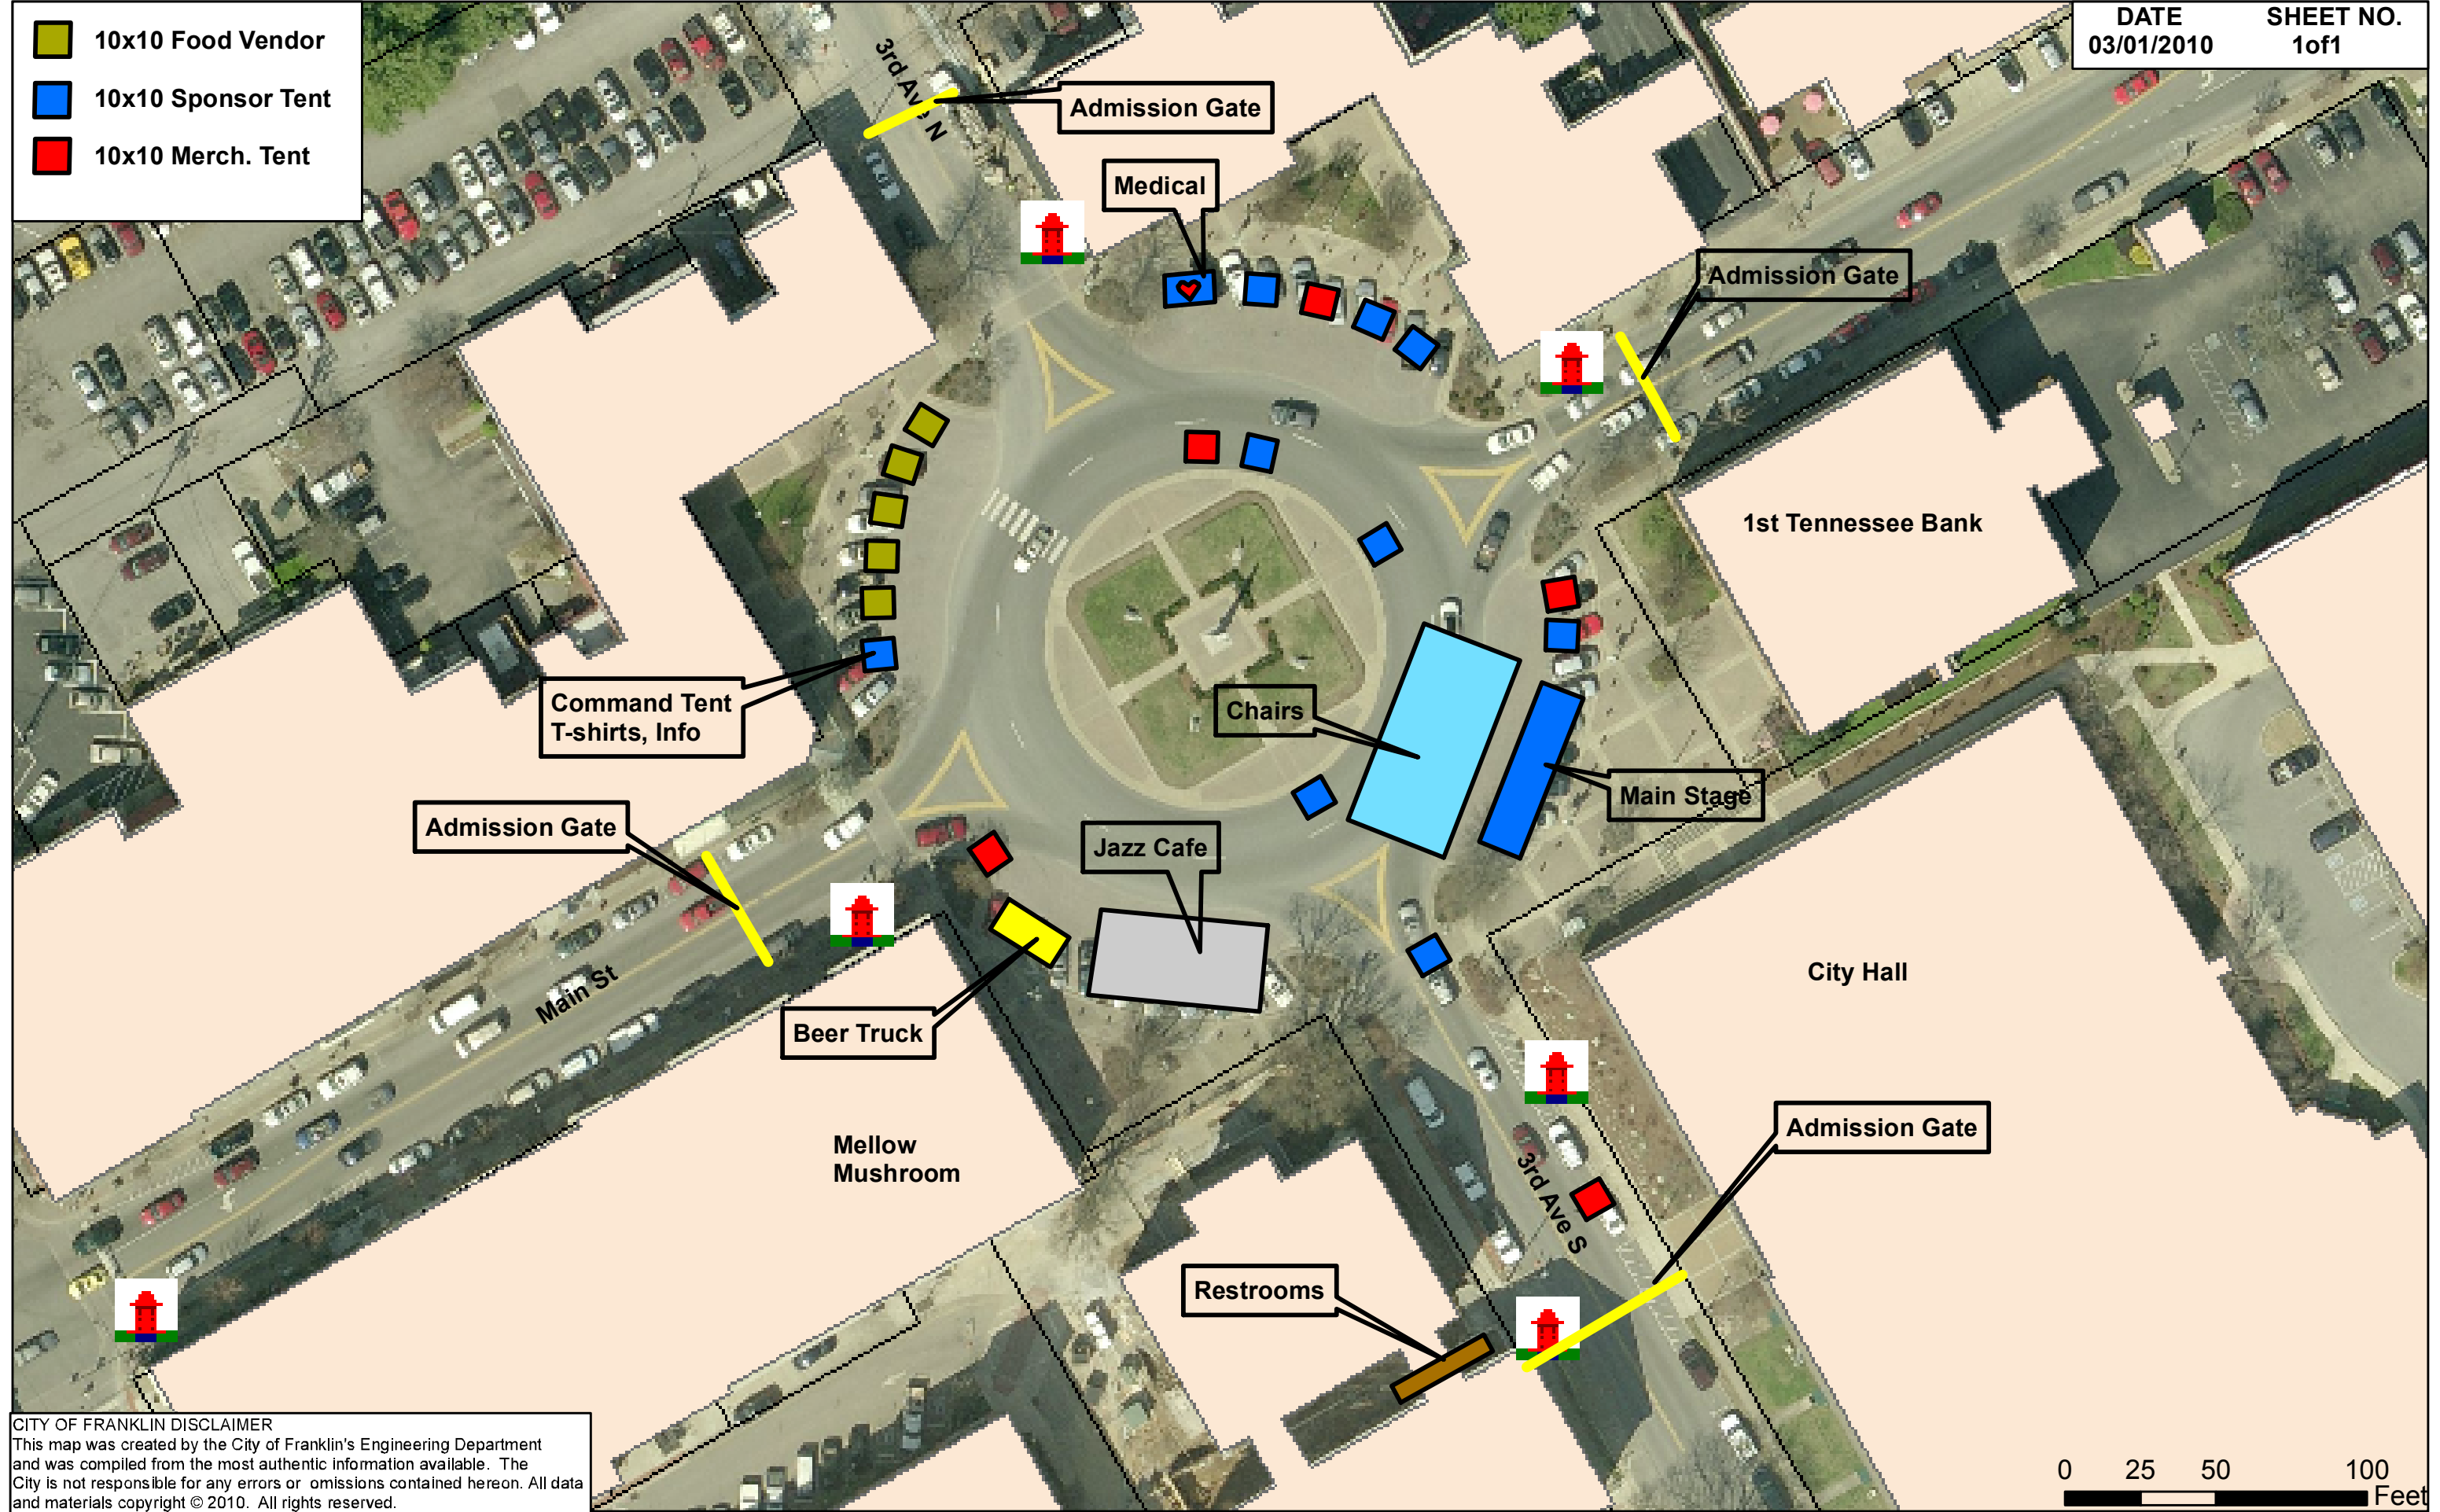 10x10 Food Vendor
10x10 Sponsor Tent
10x10 Merch. Tent
DATE
03/01/2010
SHEET NO.
1of1
3rd Ave N
Admission Gate
Medical
Admission Gate
1st Tennessee Bank
Command Tent
T-shirts, Info
Chairs
Main Stage
Admission Gate
Jazz Cafe
Main St
Beer Truck
City Hall
Mellow
Mushroom
Admission Gate
3rd Ave S
Restrooms
CITY OF FRANKLIN DISCLAIMER
This map was created by the City of Franklin's Engineering Department
and was compiled from the most authentic information available. The
City is not responsible for any errors or omissions contained hereon. All data
and materials copyright © 2010. All rights reserved.
0 25 50 100
Feet